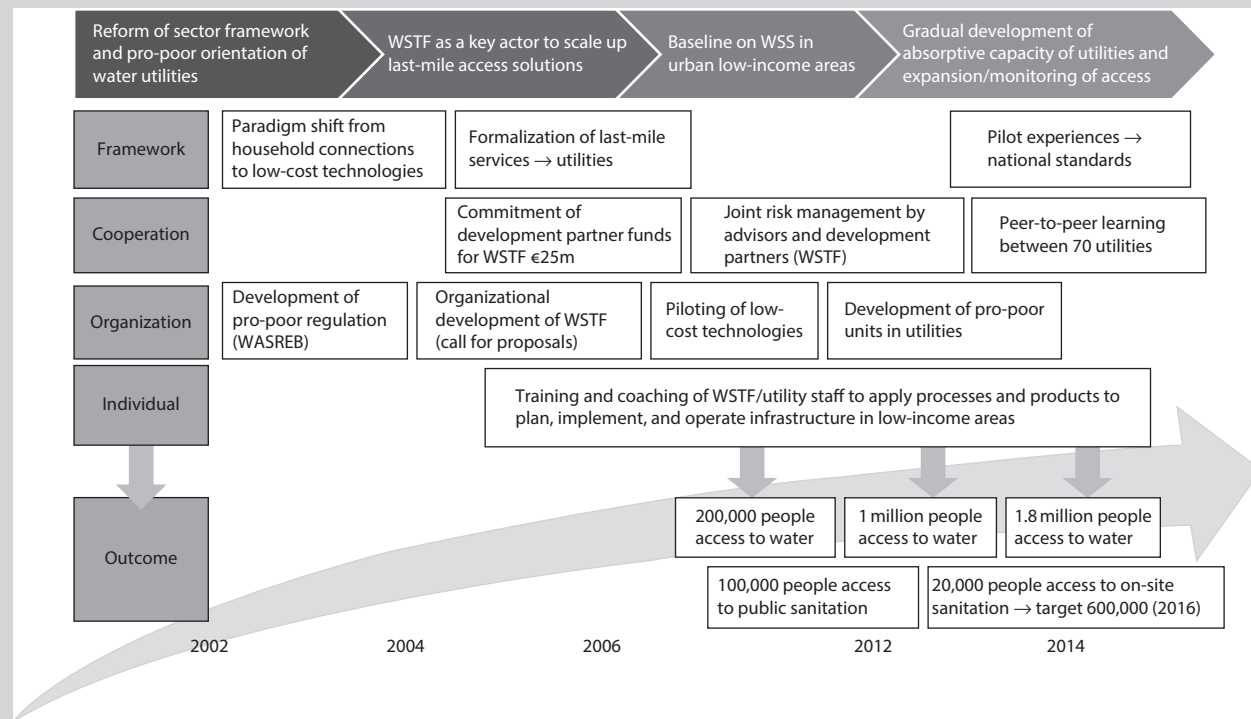 Reform of sector framework
and pro-poor orientation of
water utilities
WSTF as a key actor to scale up
last-mile access solutions
Baseline on WSS in
urban low-income areas
Gradual development of
absorptive capacity of utilities and
expansion/monitoring of access
Framework
Paradigm shift from
household connections
to low-cost technologies
Formalization of last-mile
services → utilities
Pilot experiences →
national standards
Cooperation
Commitment of
development partner funds
for WSTF €25m
Joint risk management by
advisors and development
partners (WSTF)
Peer-to-peer learning
between 70 utilities
Organization
Development of
pro-poor regulation
(WASREB)
Organizational
development of WSTF
(call for proposals)
Piloting of low-
cost technologies
Development of pro-poor
units in utilities
Individual
Training and coaching of WSTF/utility staff to apply processes and products to
plan, implement, and operate infrastructure in low-income areas
Outcome
200,000 people
access to water
1 million people
access to water
1.8 million people
access to water
100,000 people access
to public sanitation
20,000 people access to on-site
sanitation → target 600,000 (2016)
2002 2004 2006 2012 2014